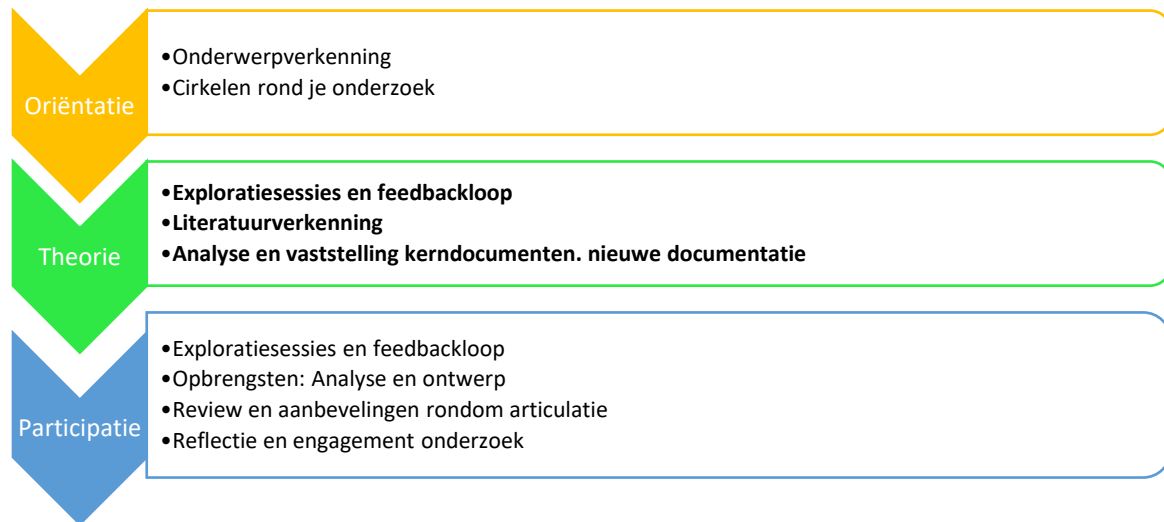 Oriëntatie
•Onderwerpverkenning
•Cirkelen rond je onderzoek
Theorie
•Exploratiesessies en feedbackloop
•Literatuurverkenning
•Analyse en vaststelling kerndocumenten. nieuwe documentatie
Participatie
•Exploratiesessies en feedbackloop
•Opbrengsten: Analyse en ontwerp
•Review en aanbevelingen rondom articulatie
•Reflectie en engagement onderzoek